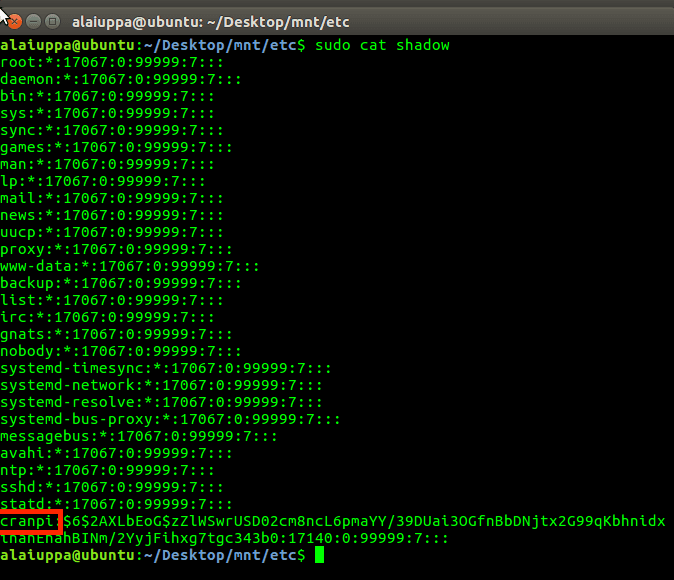 alaiuppa@ubuntu: ~/Desktop/mnt/etc
alaiuppa@ubuntu:~/Desktop/mnt/etc$ sudo cat shadow
root:*:17067:0:99999:7:::
daemon:*:17067:0:99999:7:::
bin:*:17067:0:99999:7:::
sys:*:17067:0:99999:7:::
sync:*:17067:0:99999:7:::
games:*:17067:0:99999:7:::
man:*:17067:0:99999:7:::
lp:*:17067:0:99999:7:::
mail:*:17067:0:99999:7:::
news:*:17067:0:99999:7:::
uucp:*:17067:0:99999:7:::
proxy:*:17067:0:99999:7:::
www-data:*:17067:0:99999:7:::
backup:*:17067:0:99999:7:::
list:*:17067:0:99999:7:::
irc:*:17067:0:99999:7:::
gnats:*:17067:0:99999:7:::
nobody:*:17067:0:99999:7:::
systemd-timesync:*:17067:0:99999:7:::
systemd-network:*:17067:0:99999:7:::
systemd-resolve:*:17067:0:99999:7:::
systemd-bus-proxy:*:17067:0:99999:7:::
messagebus:*:17067:0:99999:7:::
avahi:*:17067:0:99999:7:::
ntp:*:17067:0:99999:7:::
sshd:*:17067:0:99999:7:::
statd:*:17067:0:99999:7:::
cranpi:$6$2AXLbEoG$zZlWSwrUSD02cm8ncL6pmaYY/39DUai3OGfnBbDNjtx2G99qKbhnidx
hBINm/2YyjFihxg7tgc343b0:17140:0:99999:7:::
alaiuppa@ubuntu:~/Desktop/mnt/etc$